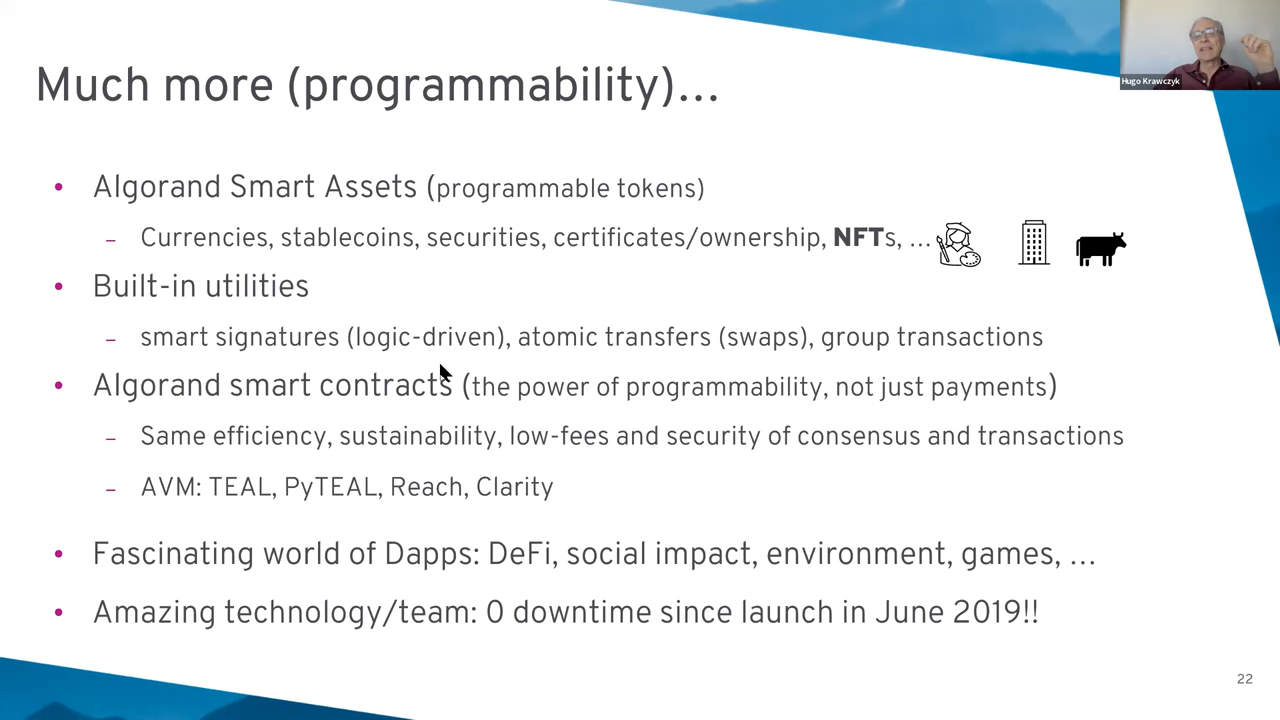 Much more (programmability)…
Hugo Krawczyk
• Algorand Smart Assets (programmable tokens)
– Currencies, stablecoins, securities, certificates/ownership, NFTs, …
• Built-in utilities
– smart signatures (logic-driven), atomic transfers (swaps), group transactions
• Algorand smart contracts (the power of programmability, not just payments)
– Same efficiency, sustainability, low-fees and security of consensus and transactions
– AVM: TEAL, PyTEAL, Reach, Clarity
• Fascinating world of Dapps: DeFi, social impact, environment, games, …
• Amazing technology/team: 0 downtime since launch in June 2019!!
22